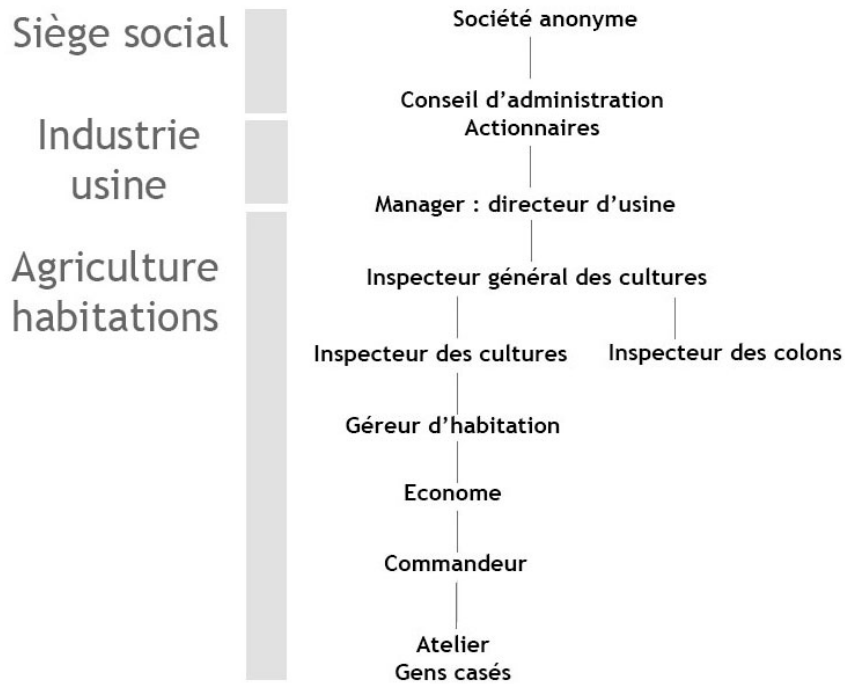 Siège social
Société anonyme
Conseil d’administration
Actionnaires
Industrie
usine
Manager : directeur d’usine
Agriculture
habitations
Inspecteur général des cultures
Inspecteur des cultures
Inspecteur des colons
Géreur d’habitation
Econome
Commandeur
Atelier
Gens casés